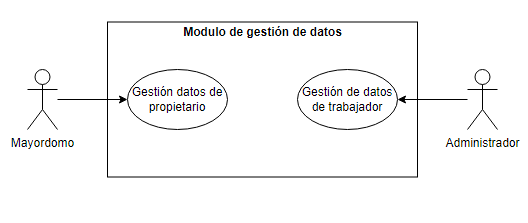 Modulo de gestión de datos
Gestión datos de
propietario
Gestión de datos
de trabajador
Mayordomo
Administrador